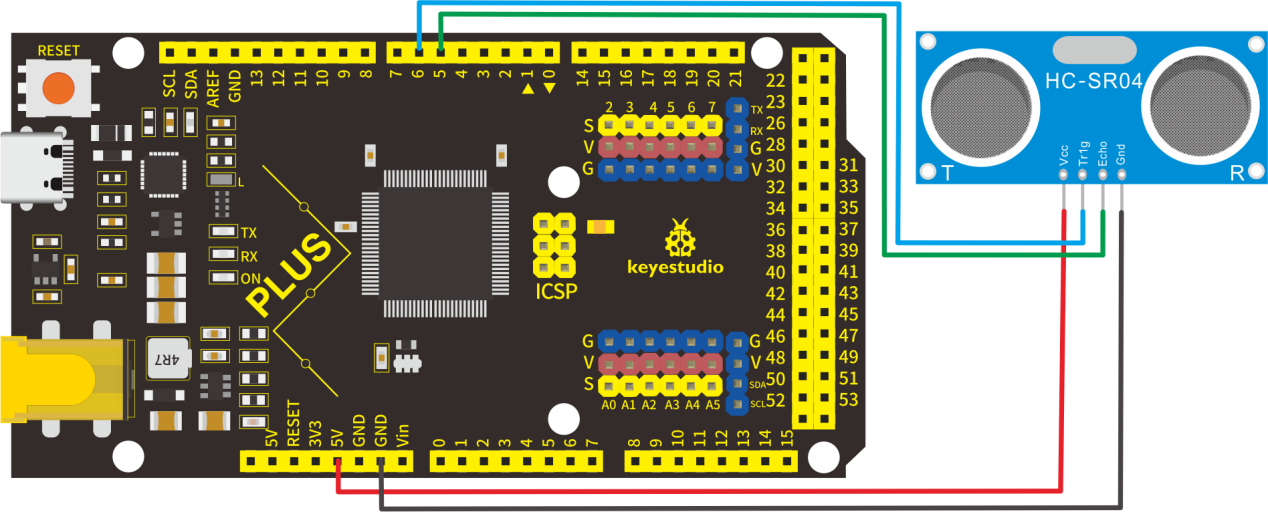 RESET
SCL SDA AREF GND 13 12 11 10 9 8
7 6 5 4 3 2 1 0
14 15 16 17 18 19 20 21
HC-SR04
Vcc Tr1g Echo Gnd
T
R
2 3 4 5 6 7
S
V
G
TX
RX
G
V
22
23
26
28
30 31
32 33
34 35
36 37
38 39
40 41
42 43
44 45
46 47
48 49
50 51
52 53
L
TX
RX
ON
PLUS
ICSP
keyestudio
4R7
G
V
S
A0 A1 A2 A3 A4 A5
G
V
SDA
SCL
5V RESET 3V3 5V GND GND Vin
0 1 2 3 4 5 6 7
8 9 10 11 12 13 14 15